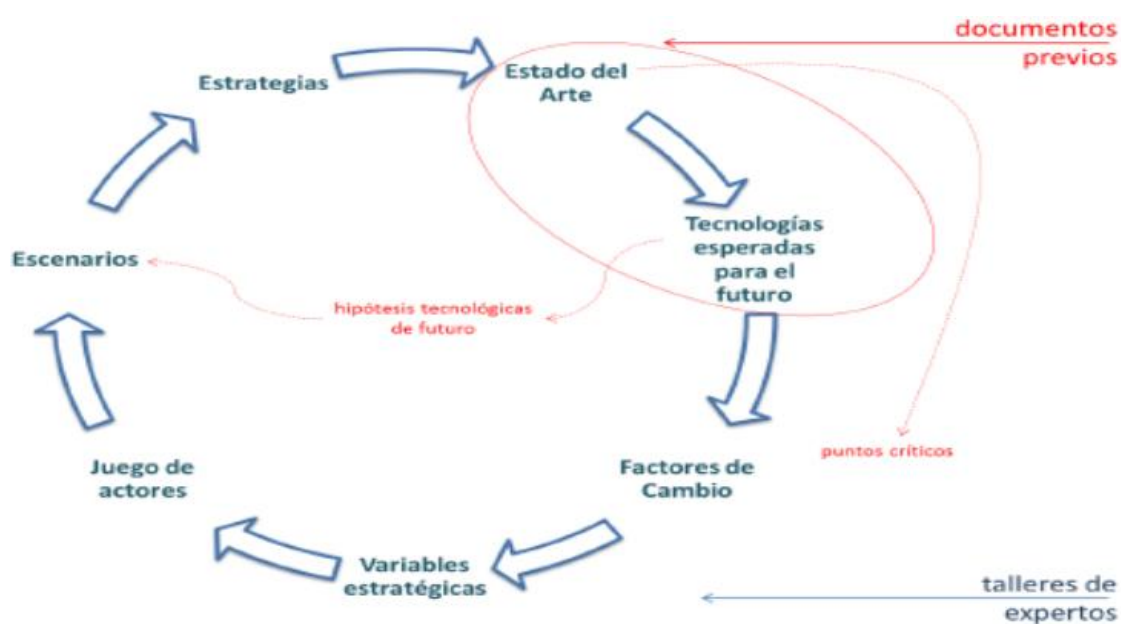 documentos
previos
Estado del
Arte
Estrategias
Tecnologías
esperadas
para el
futuro
Escenarios
hipótesis tecnológicas
de futuro
puntos críticos
Juego de
actores
Factores de
Cambio
Variables
estratégicas
talleres de
expertos